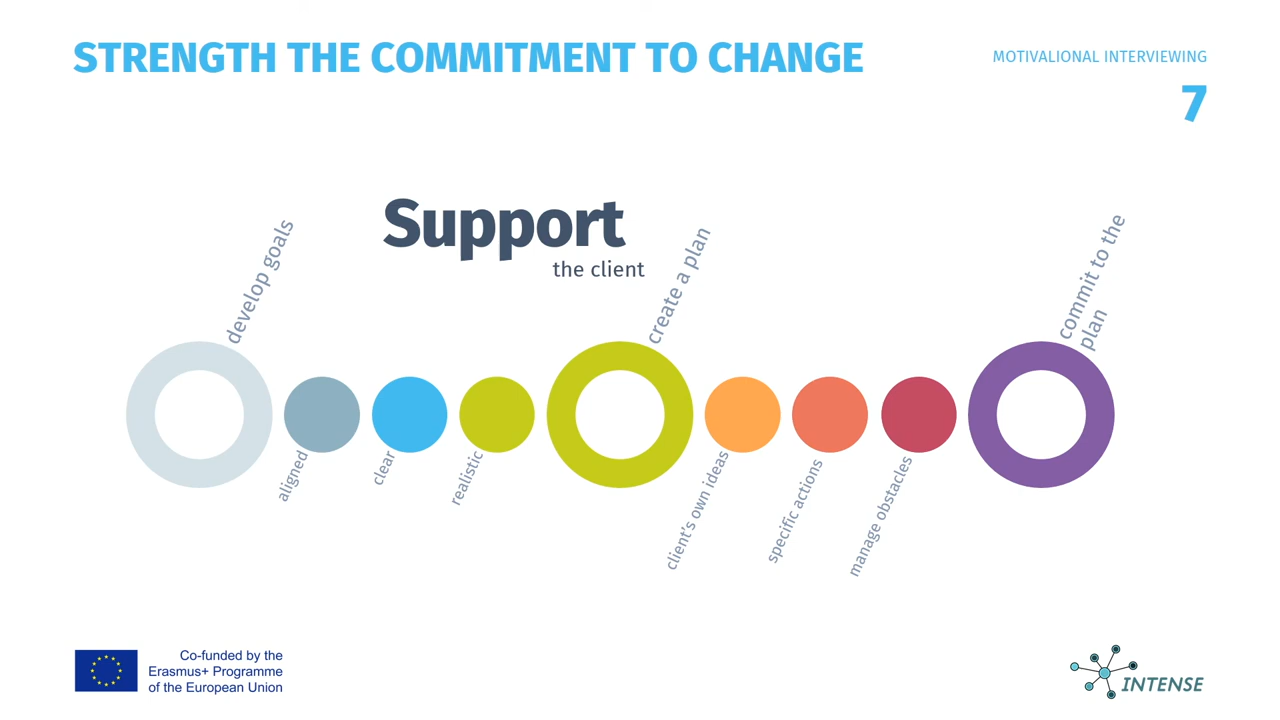 STRENGTH THE COMMITMENT TO CHANGE
MOTIVALIONAL INTERVIEWING
7
Support
the client
develop goals
create a plan
commit to the
plan
aligned
clear
realistic
client's own ideas
specific actions
manage obstacles
Co-funded by the
Erasmus+ Programme
of the European Union
INTENSE